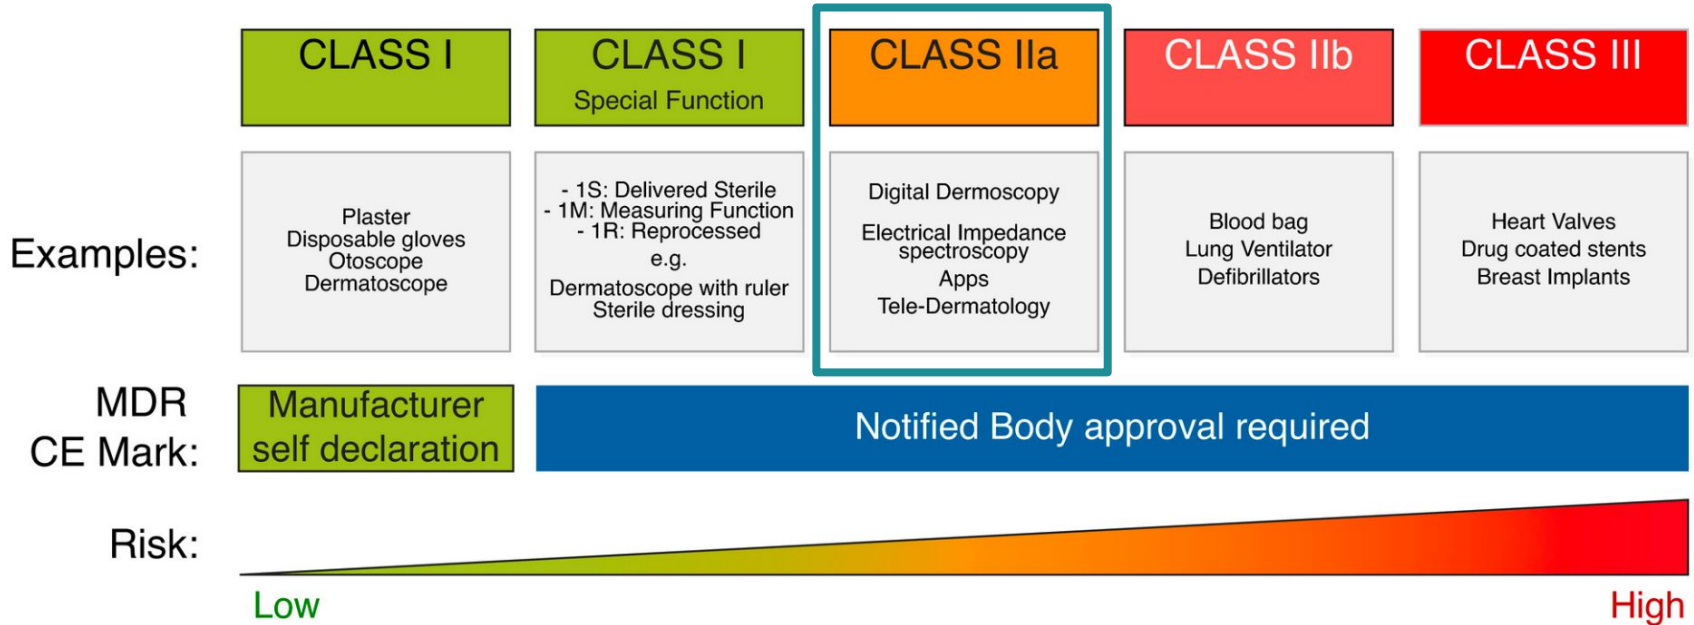 CLASS I
CLASS I
Special Function
CLASS IIa
CLASS IIb
CLASS III
Examples:
Plaster
Disposable gloves
Otoscope
Dermatoscope
- 1S: Delivered Sterile
- 1M: Measuring Function
- 1R: Reprocessed
e.g.
Dermatoscope with ruler
Sterile dressing
Digital Dermoscopy
Electrical Impedance
spectroscopy
Apps
Tele-Dermatology
Blood bag
Lung Ventilator
Defibrillators
Heart Valves
Drug coated stents
Breast Implants
MDR
CE Mark:
Manufacturer
self declaration
Notified Body approval required
Risk:
Low
High